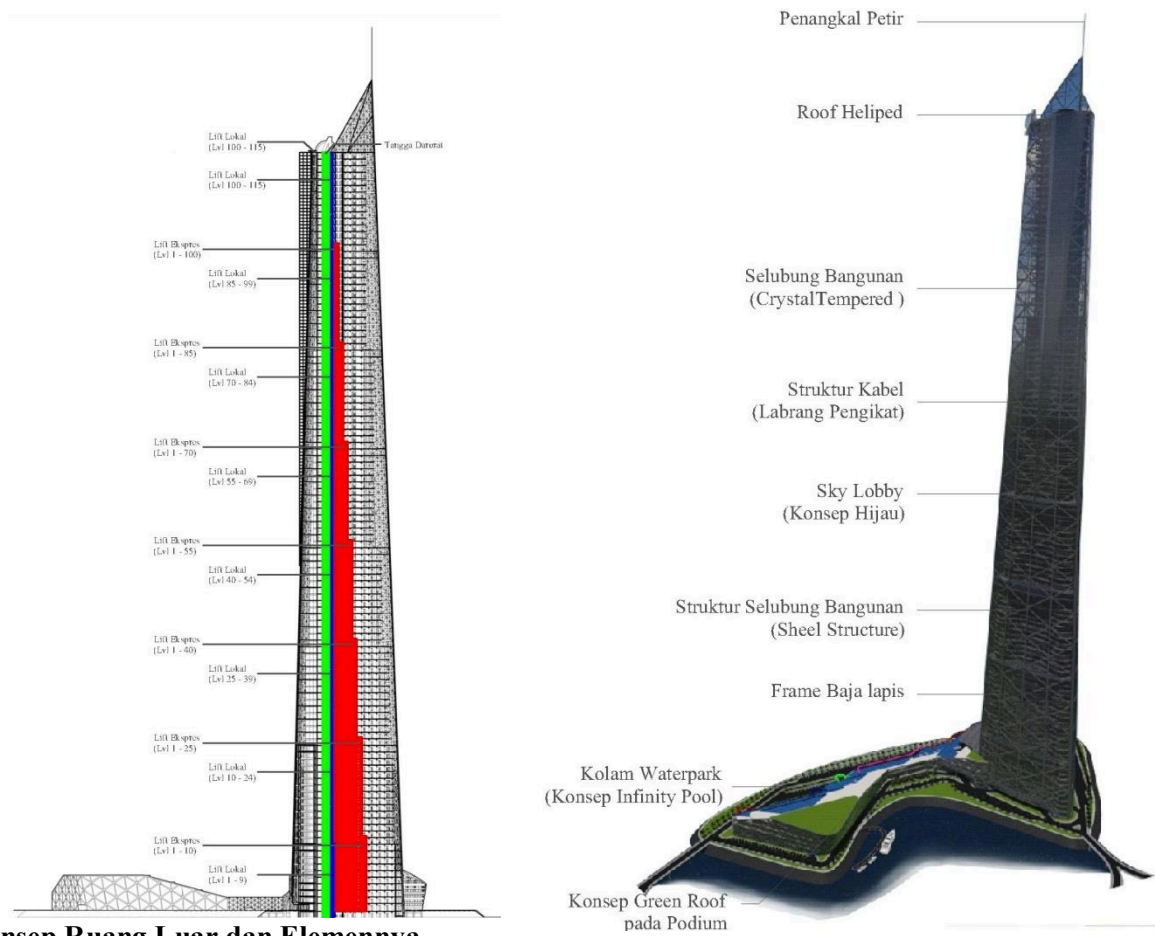 Lift Lokal
(Lvl 100 - 115)
Tangga Darurat
Lift Lokal
(Lvl 100 - 115)
Lift Ekspres
(Lvl 1 - 100)
Lift Lokal
(Lvl 85 - 99)
Lift Ekspres
(Lvl 1 - 85)
Lift Lokal
(Lvl 70 - 84)
Lift Ekspres
(Lvl 1 - 70)
Lift Lokal
(Lvl 55 - 69)
Lift Ekspres
(Lvl 1 - 55)
Lift Lokal
(Lvl 40 - 54)
Lift Ekspres
(Lvl 1 - 40)
Lift Lokal
(Lvl 25 - 39)
Lift Ekspres
(Lvl 1 - 25)
Lift Lokal
(Lvl 10 - 24)
Lift Ekspres
(Lvl 1 - 10)
Lift Lokal
(Lvl 1 - 9)
Penangkal Petir
Roof Heliped
Selubung Bangunan
(CrystalTempered )
Struktur Kabel
(Labrang Pengikat)
Sky Lobby
(Konsep Hijau)
Struktur Selubung Bangunan
(Sheel Structure)
Frame Baja lapis
Kolam Waterpark
(Konsep Infinity Pool)
Konsep Green Roof
pada Podium
Ruang Luar dan Elemennya